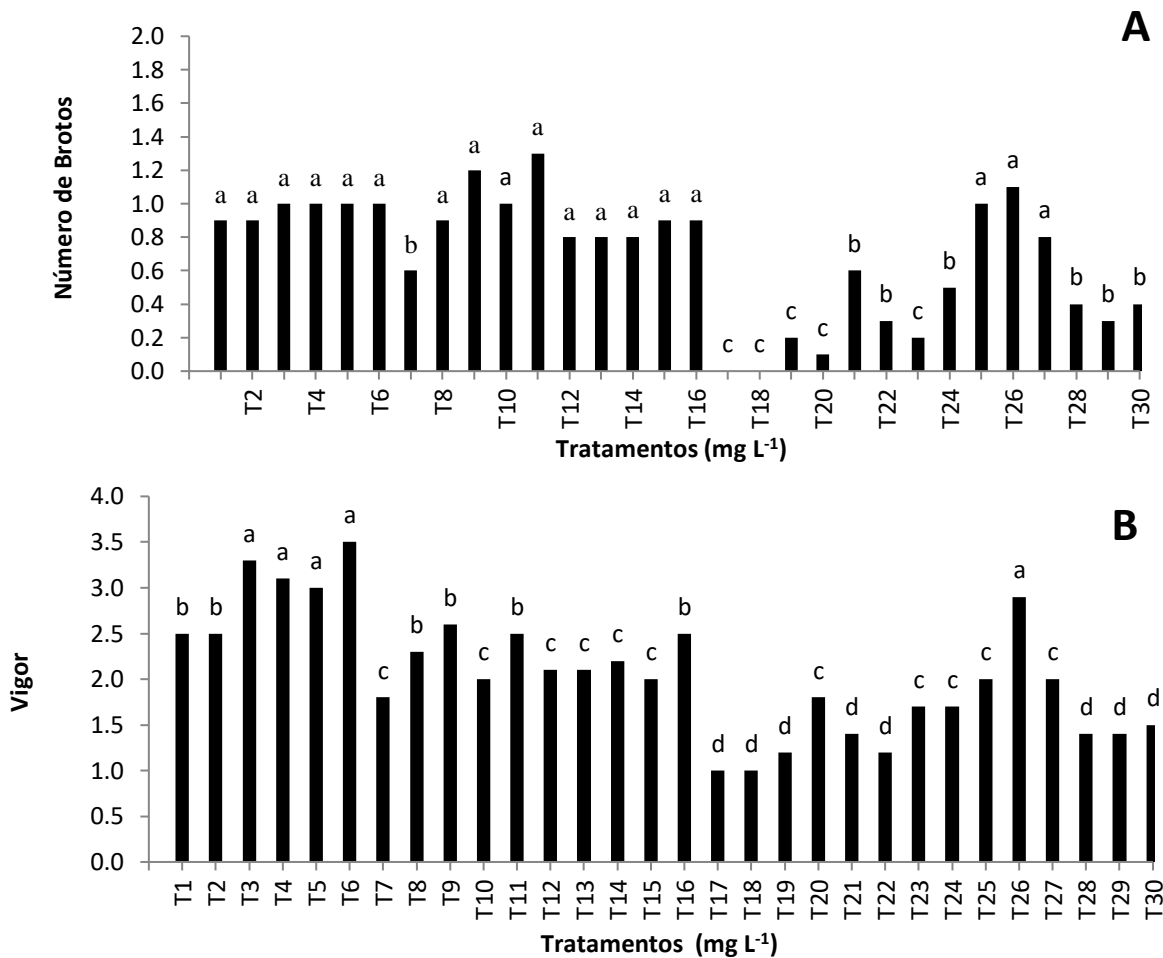 A
Número de Brotos
2.0
1.8
1.6
1.4
1.2
1.0
0.8
0.6
0.4
0.2
0.0
a a a a a a b a a a a a a a a a c c c c b b c b a a a b b b
T2 T4 T6 T8 T10 T12 T14 T16 T18 T20 T22 T24 T26 T28 T30
Tratamentos (mg L⁻¹)
B
Vigor
4.0
3.5
3.0
2.5
2.0
1.5
1.0
0.5
0.0
b b a a a a c b b c b c c c c b d d d c d d c c c a c d d d
T1 T2 T3 T4 T5 T6 T7 T8 T9 T10 T11 T12 T13 T14 T15 T16 T17 T18 T19 T20 T21 T22 T23 T24 T25 T26 T27 T28 T29 T30
Tratamentos (mg L⁻¹)